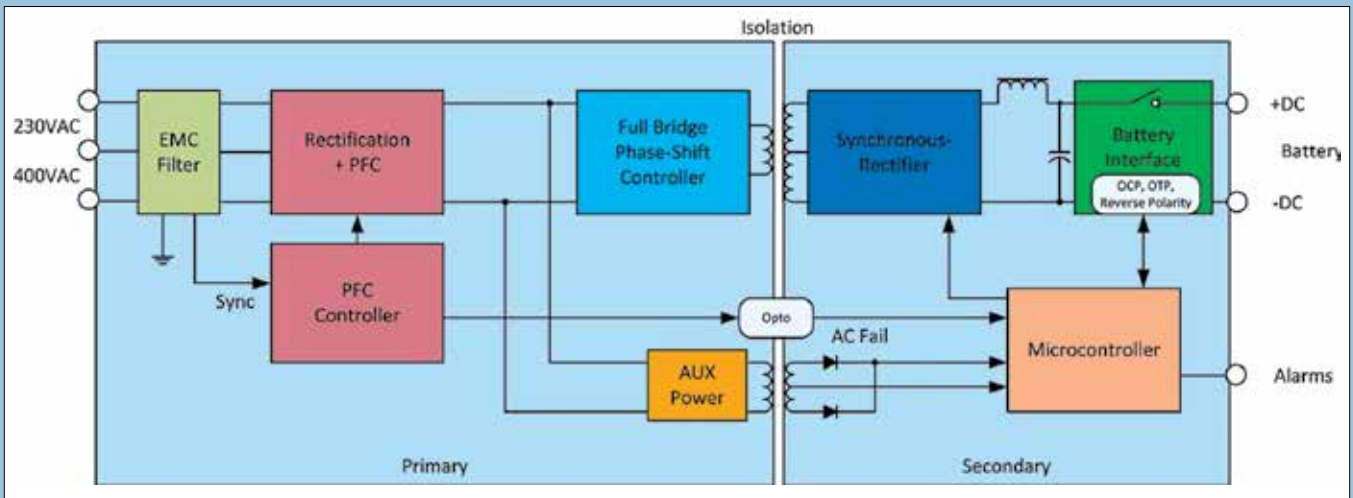 Isolation
230VAC
400VAC
EMC
Filter
Rectification
+ PFC
Full Bridge
Phase-Shift
Controller
Synchronous-
Rectifier
Battery
Interface
OCP, OTP,
Reverse Polarity
+DC
Battery
-DC
Sync
PFC
Controller
Opto
AC Fail
AUX
Power
Microcontroller
Alarms
Primary
Secondary